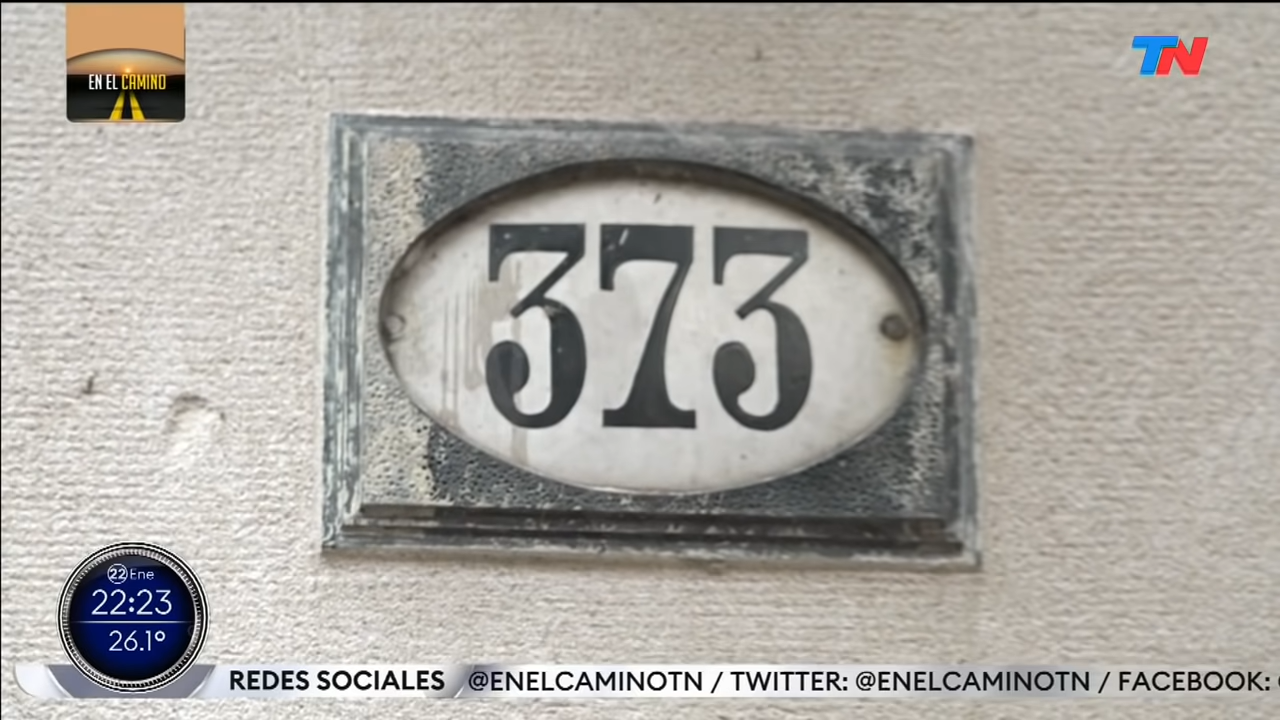 EN EL CAMINO
TN
373
22 Ene
22:23
26.1°
REDES SOCIALES @ENELCAMINOTN / TWITTER: @ENELCAMINOTN / FACEBOOK: